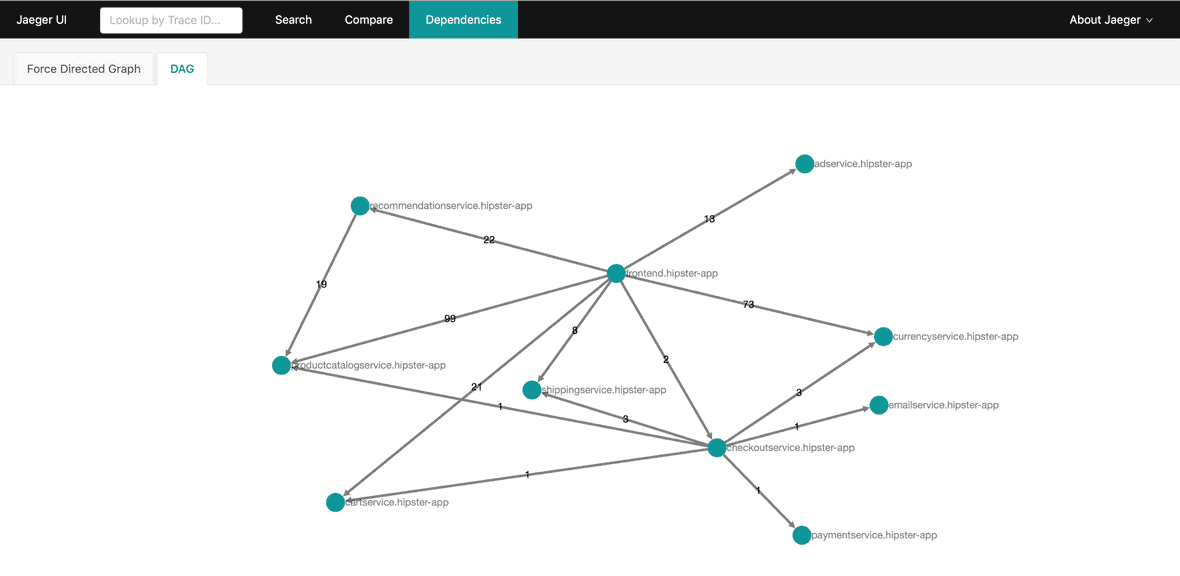 Jaeger UI Lookup by Trace ID... Search Compare Dependencies About Jaeger
Force Directed Graph DAG
adservice.hipster-app
recommendationservice.hipster-app
13
22
frontend.hipster-app
19
73
99
8
currencyservice.hipster-app
2
productcatalogservice.hipster-app
21
shippingservice.hipster-app
3
1
emailservice.hipster-app
3
1
checkoutservice.hipster-app
1
1
cartservice.hipster-app
paymentservice.hipster-app